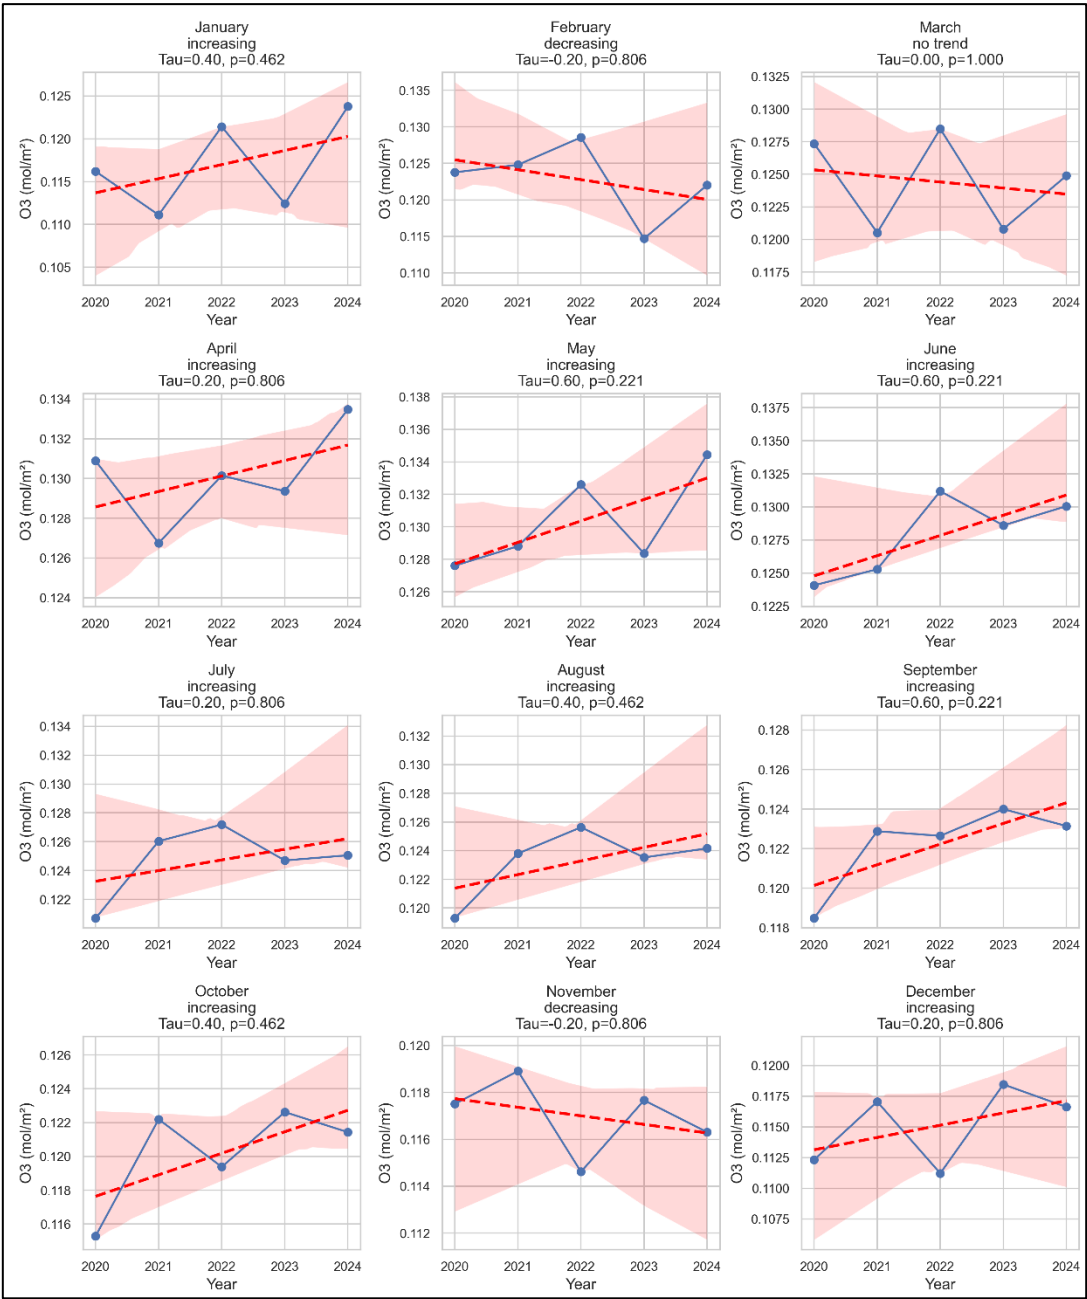 January
increasing
Tau=0.40, p=0.462
O3 (mol/m²)
0.125
0.120
0.115
0.110
0.105
2020 2021 2022 2023 2024
Year
February
decreasing
Tau=-0.20, p=0.806
O3 (mol/m²)
0.135
0.130
0.125
0.120
0.115
0.110
2020 2021 2022 2023 2024
Year
March
no trend
Tau=0.00, p=1.000
O3 (mol/m²)
0.1325
0.1300
0.1275
0.1250
0.1225
0.1200
0.1175
2020 2021 2022 2023 2024
Year
April
increasing
Tau=0.20, p=0.806
O3 (mol/m²)
0.134
0.132
0.130
0.128
0.126
0.124
2020 2021 2022 2023 2024
Year
May
increasing
Tau=0.60, p=0.221
O3 (mol/m²)
0.138
0.136
0.134
0.132
0.130
0.128
0.126
2020 2021 2022 2023 2024
Year
June
increasing
Tau=0.60, p=0.221
O3 (mol/m²)
0.1375
0.1350
0.1325
0.1300
0.1275
0.1250
0.1225
2020 2021 2022 2023 2024
Year
July
increasing
Tau=0.20, p=0.806
O3 (mol/m²)
0.134
0.132
0.130
0.128
0.126
0.124
0.122
2020 2021 2022 2023 2024
Year
August
increasing
Tau=0.40, p=0.462
O3 (mol/m²)
0.132
0.130
0.128
0.126
0.124
0.122
0.120
2020 2021 2022 2023 2024
Year
September
increasing
Tau=0.60, p=0.221
O3 (mol/m²)
0.128
0.126
0.124
0.122
0.120
0.118
2020 2021 2022 2023 2024
Year
October
increasing
Tau=0.40, p=0.462
O3 (mol/m²)
0.126
0.124
0.122
0.120
0.118
0.116
2020 2021 2022 2023 2024
Year
November
decreasing
Tau=-0.20, p=0.806
O3 (mol/m²)
0.120
0.118
0.116
0.114
0.112
2020 2021 2022 2023 2024
Year
December
increasing
Tau=0.20, p=0.806
O3 (mol/m²)
0.1200
0.1175
0.1150
0.1125
0.1100
0.1075
2020 2021 2022 2023 2024
Year